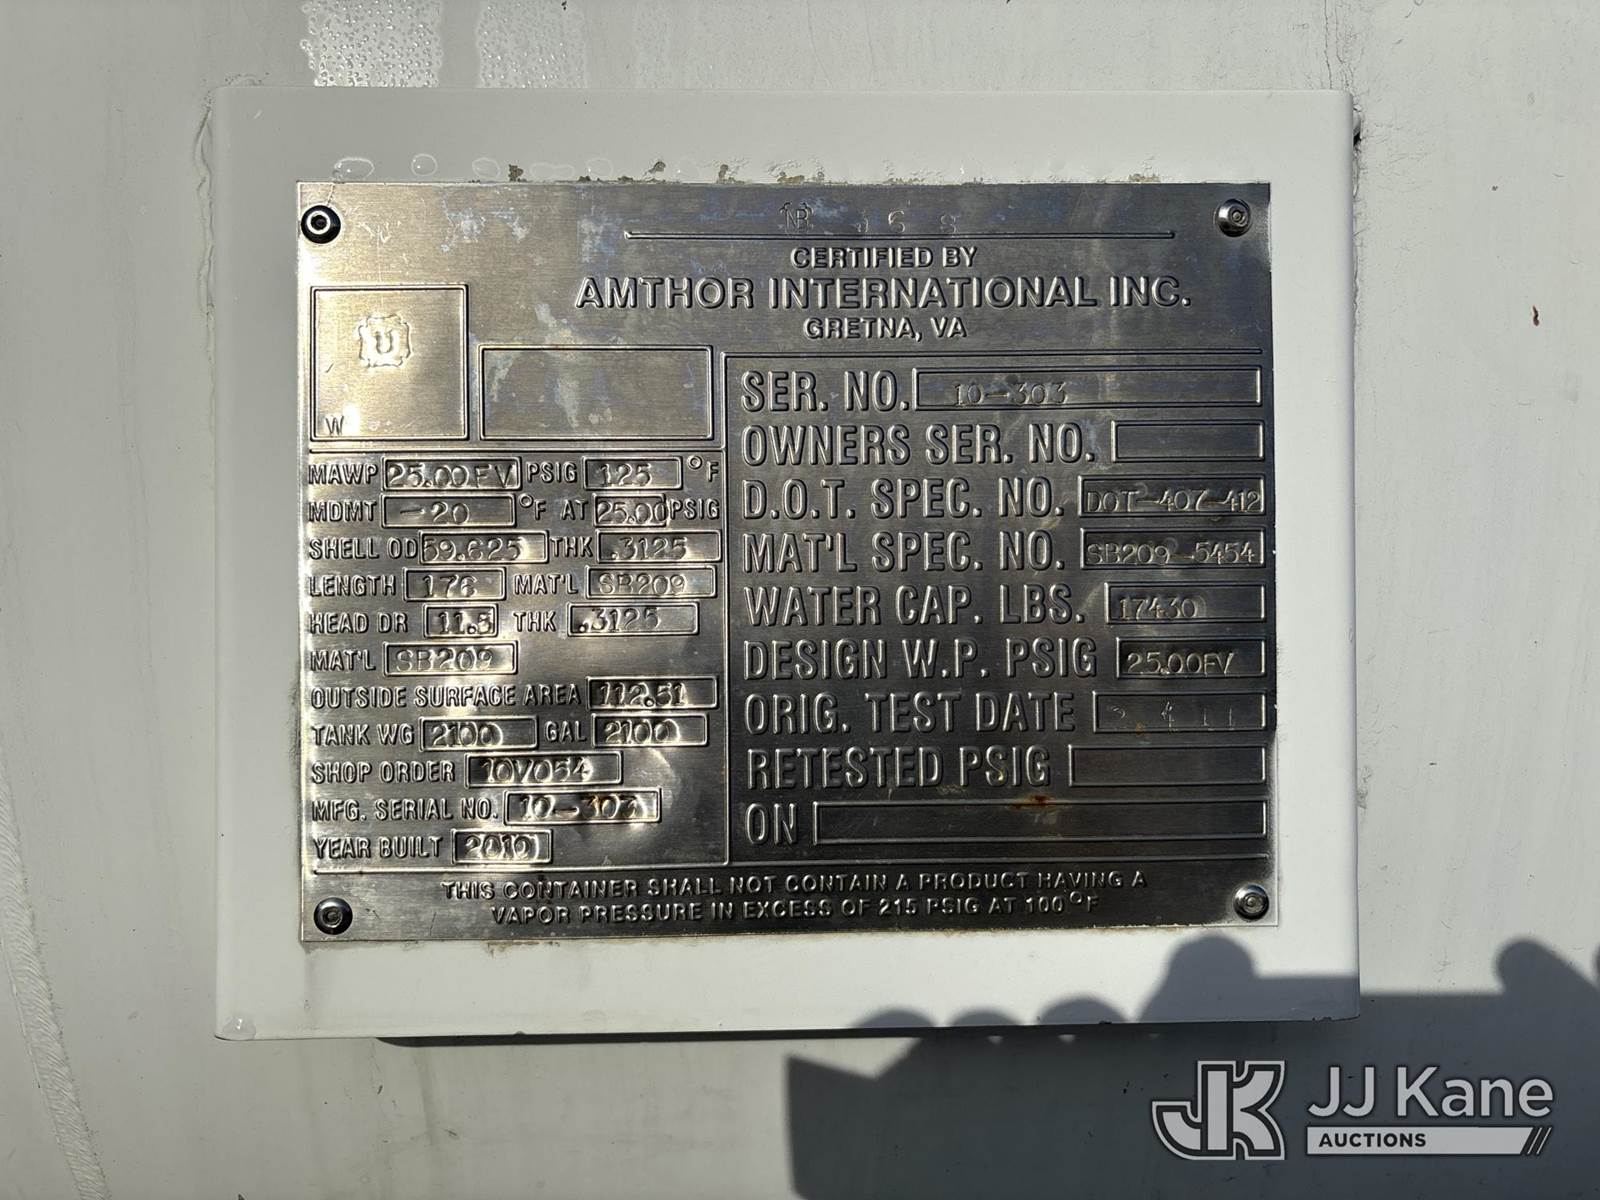 NB
CERTIFIED BY
AMTHOR INTERNATIONAL INC.
GRETNA, VA
U
W
MAWP 25.00FV PSIG 125 °F
MDMT -20 °F AT 25.00 PSIG
SHELL OD 59.625 THK .3125
LENGTH 176 MAT'L SB209
HEAD DR 11.5 THK .3125
MAT'L SB209
OUTSIDE SURFACE AREA 112.51
TANK WG 2100 GAL 2100
SHOP ORDER 10V054
MFG. SERIAL NO. 10-303
YEAR BUILT 2010
SER. NO. 10-303
OWNERS SER. NO.
D.O.T. SPEC. NO. DOT-407-412
MAT'L SPEC. NO. SB209-5454
WATER CAP. LBS. 17430
DESIGN W.P. PSIG 25.00FV
ORIG. TEST DATE
RETESTED PSIG
ON
THIS CONTAINER SHALL NOT CONTAIN A PRODUCT HAVING A
VAPOR PRESSURE IN EXCESS OF 215 PSIG AT 100°F
JK JJ Kane
AUCTIONS